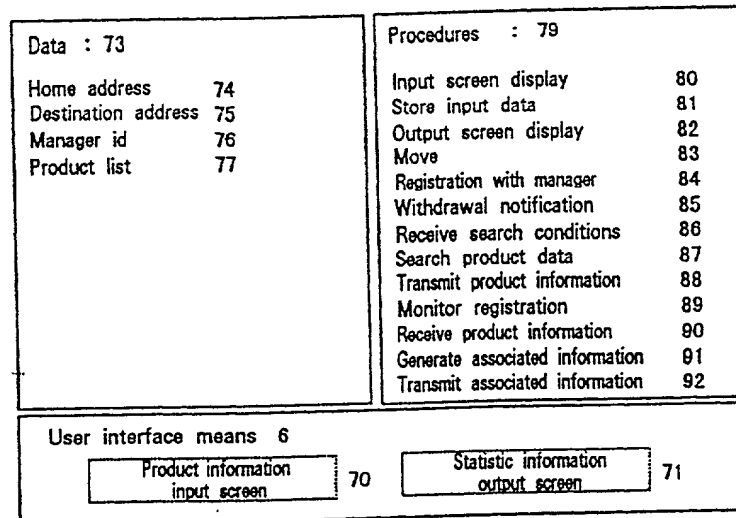 Data : 73
Home address 74
Destination address 75
Manager id 76
Product list 77
Procedures : 79
Input screen display 80
Store input data 81
Output screen display 82
Move 83
Registration with manager 84
Withdrawal notification 85
Receive search conditions 86
Search product data 87
Transmit product information 88
Monitor registration 89
Receive product information 90
Generate associated information 91
Transmit associated information 92
User interface means 6
Product information
input screen
70
Statistic information
output screen
71